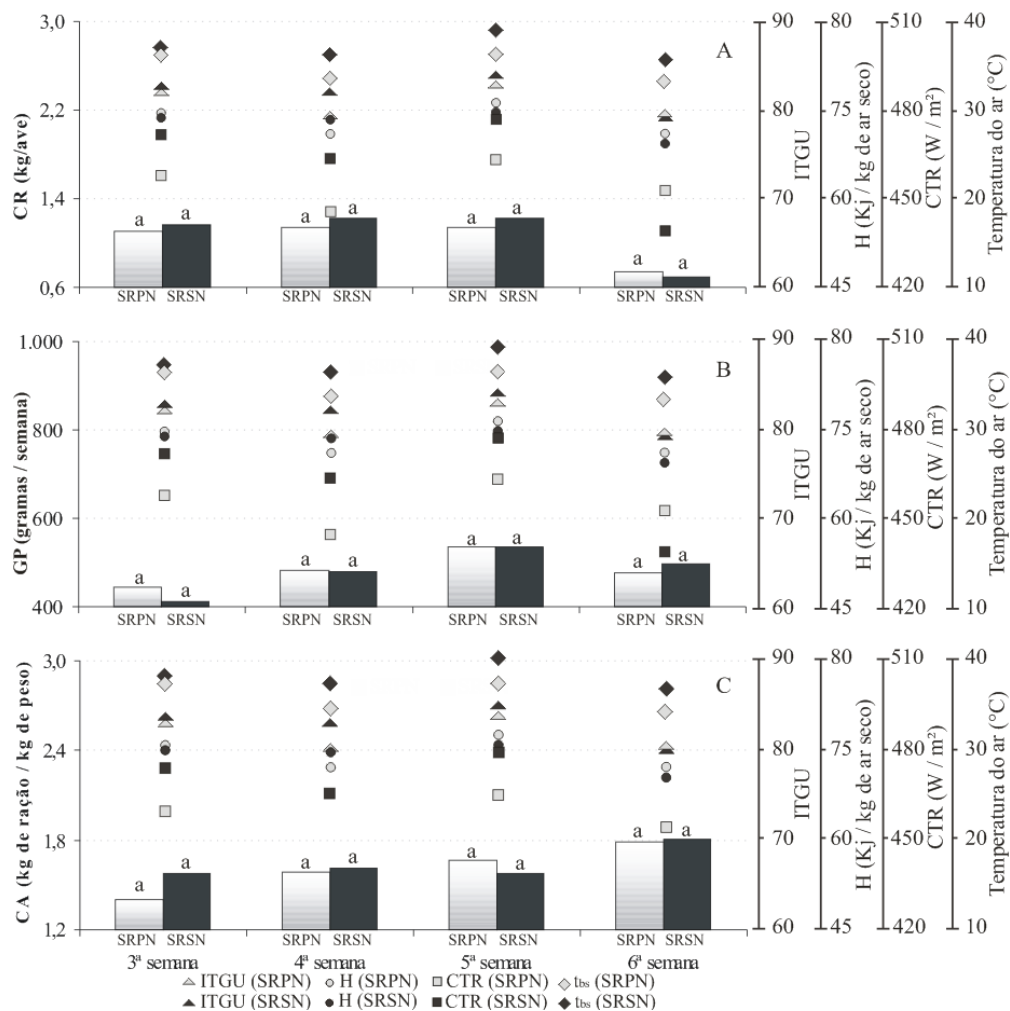 A
CR (kg/ave)
3,0
2,2
1,4
0,6
a a a a a a a a
SRPN SRSN SRPN SRSN SRPN SRSN SRPN SRSN
90
80
70
60
ITGU
80
75
60
45
H (Kj / kg de ar seco)
510
480
450
420
CTR (W / m²)
40
30
20
10
Temperatura do ar (°C)
B
GP (gramas / semana)
1.000
800
600
400
a a a a a a a a
SRPN SRSN SRPN SRSN SRPN SRSN SRPN SRSN
90
80
70
60
ITGU
80
75
60
45
H (Kj / kg de ar seco)
510
480
450
420
CTR (W / m²)
40
30
20
10
Temperatura do ar (°C)
C
CA (kg de ração / kg de peso)
3,0
2,4
1,8
1,2
a a a a a a a a
SRPN SRSN SRPN SRSN SRPN SRSN SRPN SRSN
3ª semana 4ª semana 5ª semana 6ª semana
90
80
70
60
ITGU
80
75
60
45
H (Kj / kg de ar seco)
510
480
450
420
CTR (W / m²)
40
30
20
10
Temperatura do ar (°C)
ITGU (SRPN) H (SRPN) CTR (SRPN) tbs (SRPN)
ITGU (SRSN) H (SRSN) CTR (SRSN) tbs (SRSN)